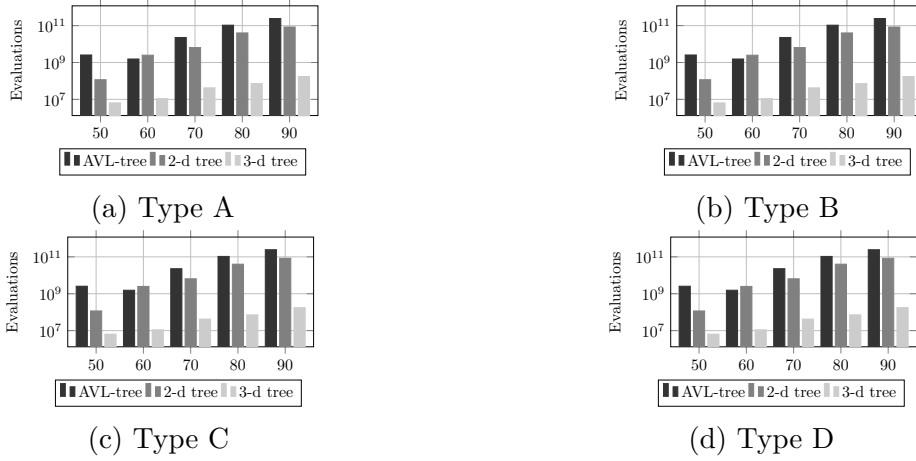 10^11
10^9
10^7
Evaluations
50 60 70 80 90
AVL-tree 2-d tree 3-d tree
(a) Type A
10^11
10^9
10^7
Evaluations
50 60 70 80 90
AVL-tree 2-d tree 3-d tree
(b) Type B
10^11
10^9
10^7
Evaluations
50 60 70 80 90
AVL-tree 2-d tree 3-d tree
(c) Type C
10^11
10^9
10^7
Evaluations
50 60 70 80 90
AVL-tree 2-d tree 3-d tree
(d) Type D